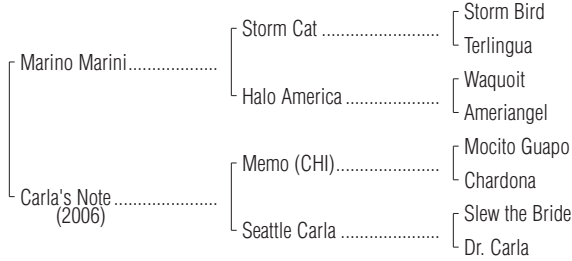 Storm Bird
Storm Cat ........................
Terlingua
Marino Marini..................
Waquoit
Halo America ...................
Ameriangel
Mocito Guapo
Memo (CHI).....................
Chardona
Carla's Note .....................
(2006)
Slew the Bride
Seattle Carla ....................
Dr. Carla